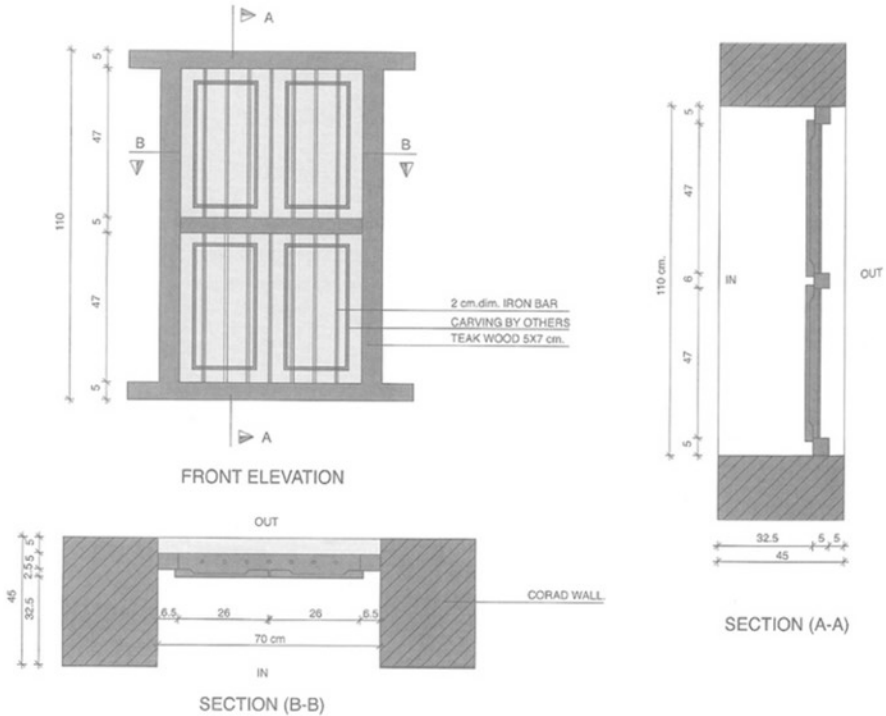 A
5
47
5
47
5
110
B
B
2 cm.dim. IRON BAR
CARVING BY OTHERS
TEAK WOOD 5X7 cm.
A
FRONT ELEVATION
5
47
6
47
5
110 cm.
IN
OUT
32.5
5
5
45
SECTION (A-A)
OUT
5
5
2.5
32.5
45
6.5
26
26
6.5
70 cm
CORAD WALL
IN
SECTION (B-B)